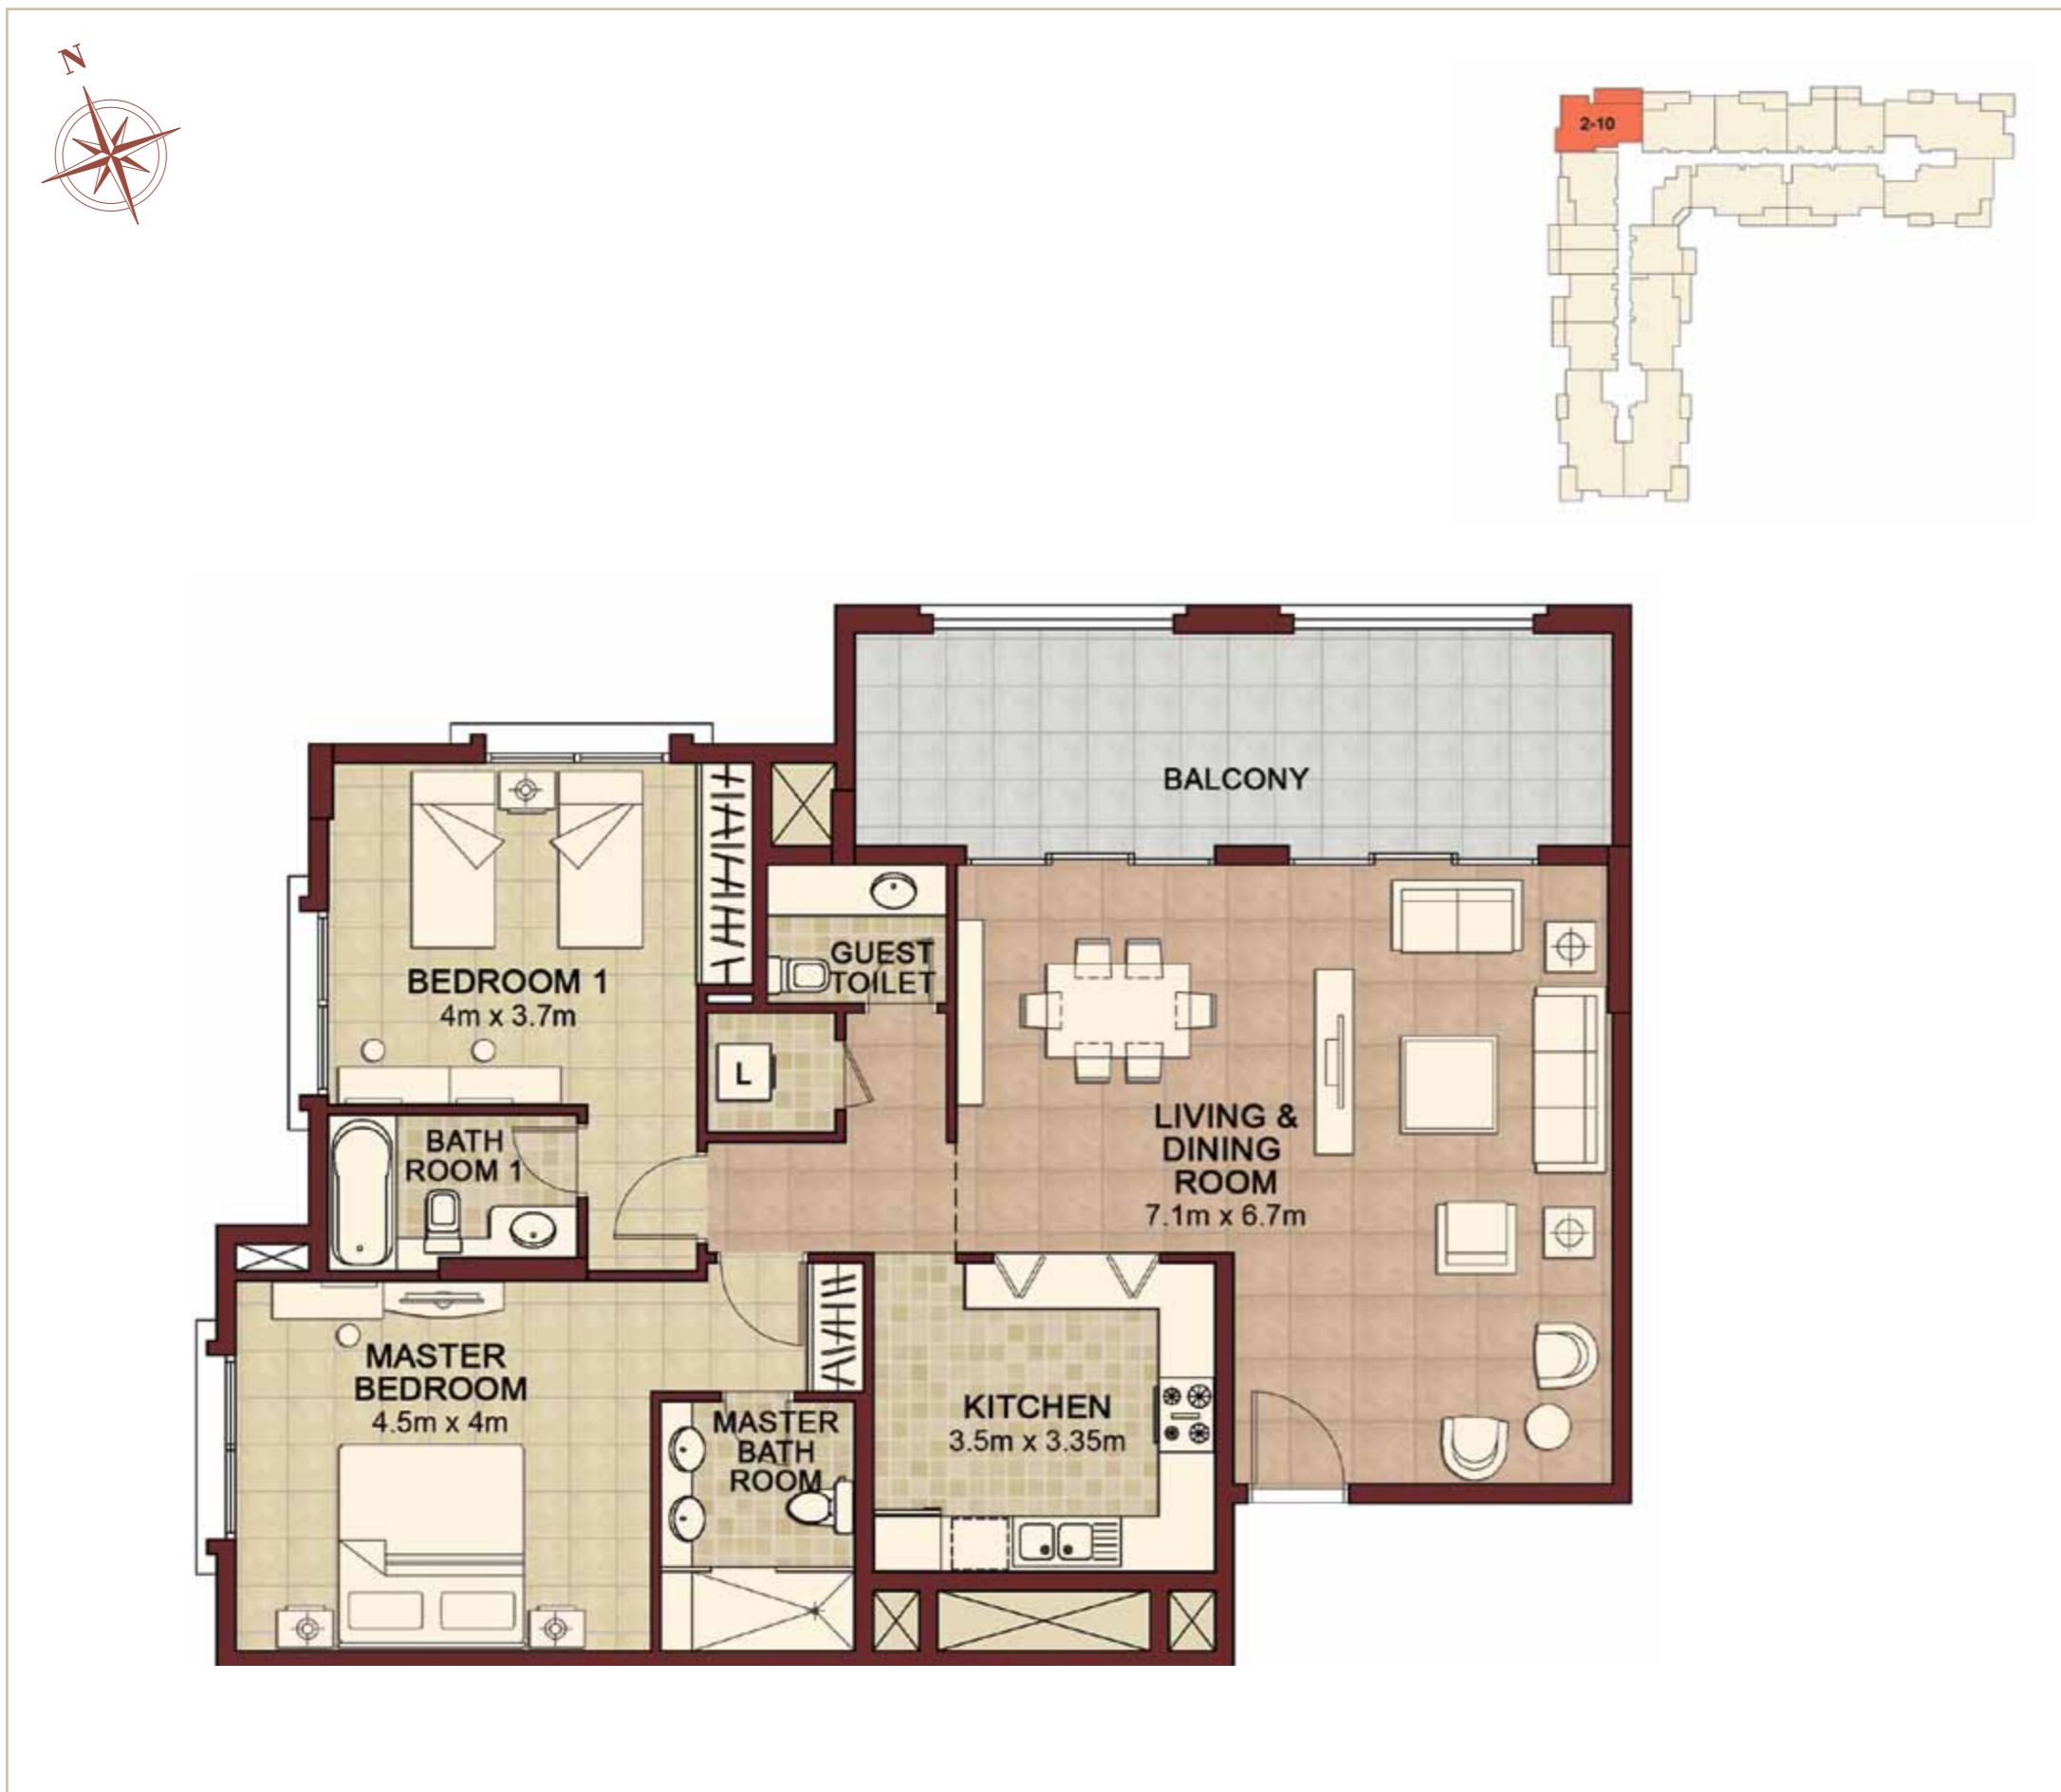 N
2-10
BALCONY
GUEST
TOILET
BEDROOM 1
4m x 3.7m
L
LIVING &
DINING
ROOM
7.1m x 6.7m
BATH
ROOM 1
MASTER
BEDROOM
4.5m x 4m
MASTER
BATH
ROOM
KITCHEN
3.5m x 3.35m